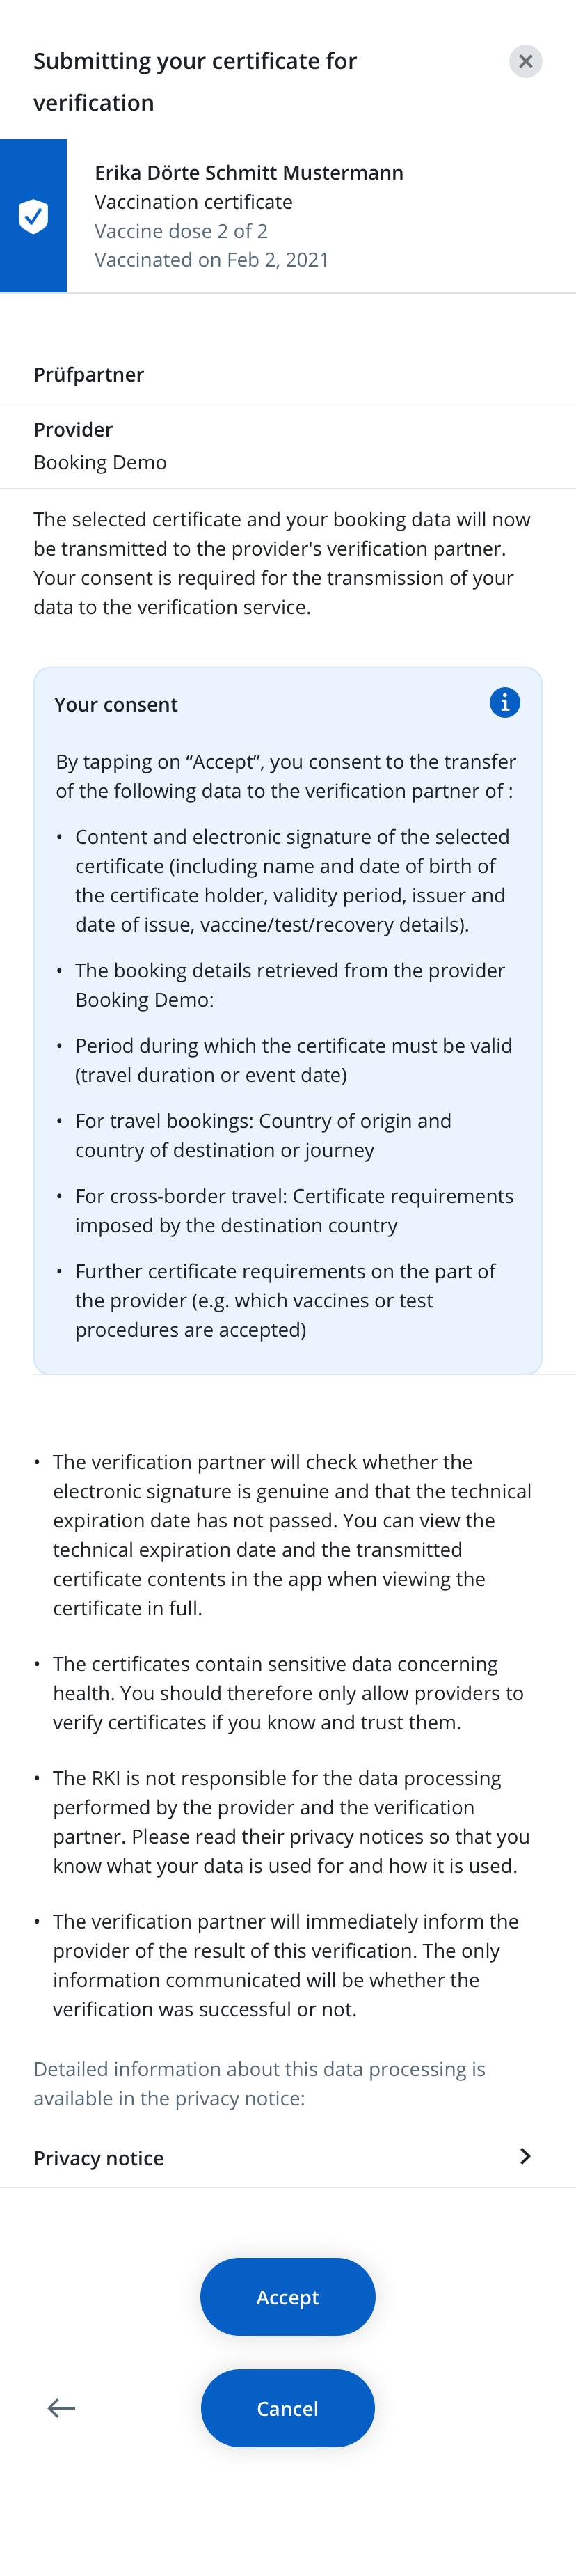 Submitting your certificate for
verification
Erika Dörte Schmitt Mustermann
Vaccination certificate
Vaccine dose 2 of 2
Vaccinated on Feb 2, 2021
Prüfpartner
Provider
Booking Demo
The selected certificate and your booking data will now
be transmitted to the provider's verification partner.
Your consent is required for the transmission of your
data to the verification service.
Your consent
By tapping on “Accept”, you consent to the transfer
of the following data to the verification partner of :
• Content and electronic signature of the selected
certificate (including name and date of birth of
the certificate holder, validity period, issuer and
date of issue, vaccine/test/recovery details).
• The booking details retrieved from the provider
Booking Demo:
• Period during which the certificate must be valid
(travel duration or event date)
• For travel bookings: Country of origin and
country of destination or journey
• For cross-border travel: Certificate requirements
imposed by the destination country
• Further certificate requirements on the part of
the provider (e.g. which vaccines or test
procedures are accepted)
• The verification partner will check whether the
electronic signature is genuine and that the technical
expiration date has not passed. You can view the
technical expiration date and the transmitted
certificate contents in the app when viewing the
certificate in full.
• The certificates contain sensitive data concerning
health. You should therefore only allow providers to
verify certificates if you know and trust them.
• The RKI is not responsible for the data processing
performed by the provider and the verification
partner. Please read their privacy notices so that you
know what your data is used for and how it is used.
• The verification partner will immediately inform the
provider of the result of this verification. The only
information communicated will be whether the
verification was successful or not.
Detailed information about this data processing is
available in the privacy notice:
Privacy notice
Accept
Cancel